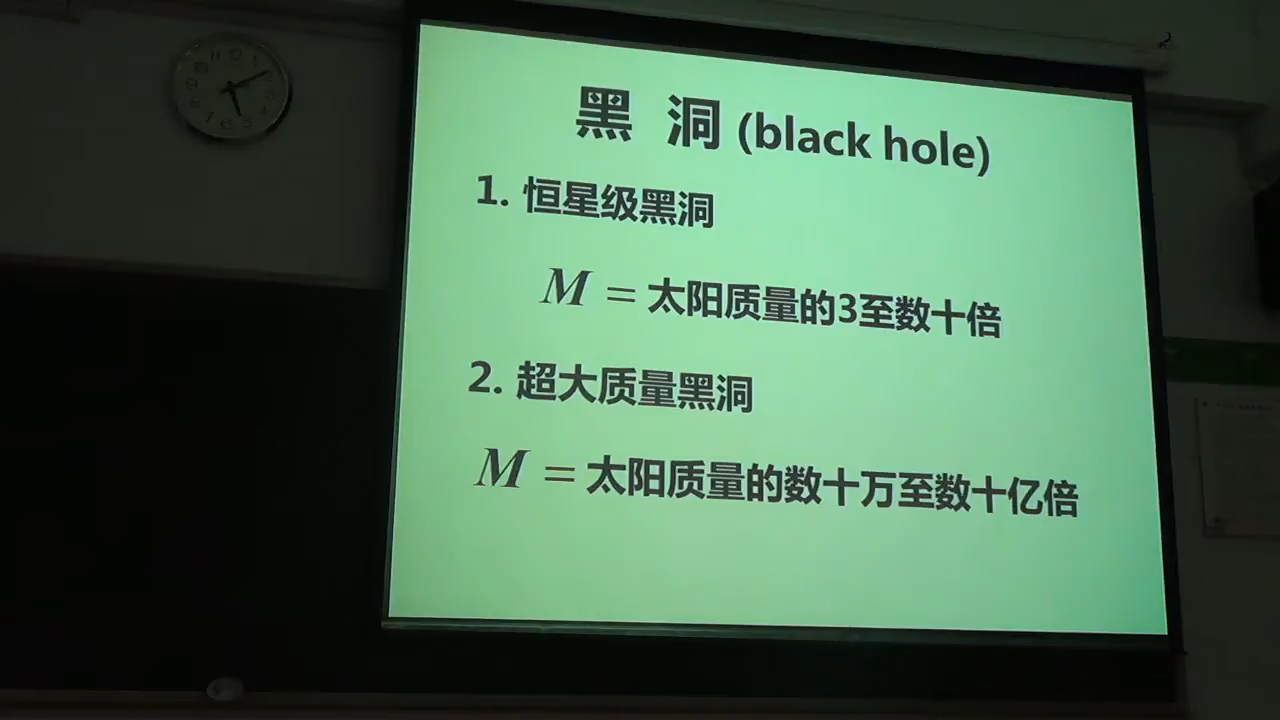 黑 洞 (black hole)
1. 恒星级黑洞
M = 太阳质量的3至数十倍
2. 超大质量黑洞
M = 太阳质量的数十万至数十亿倍